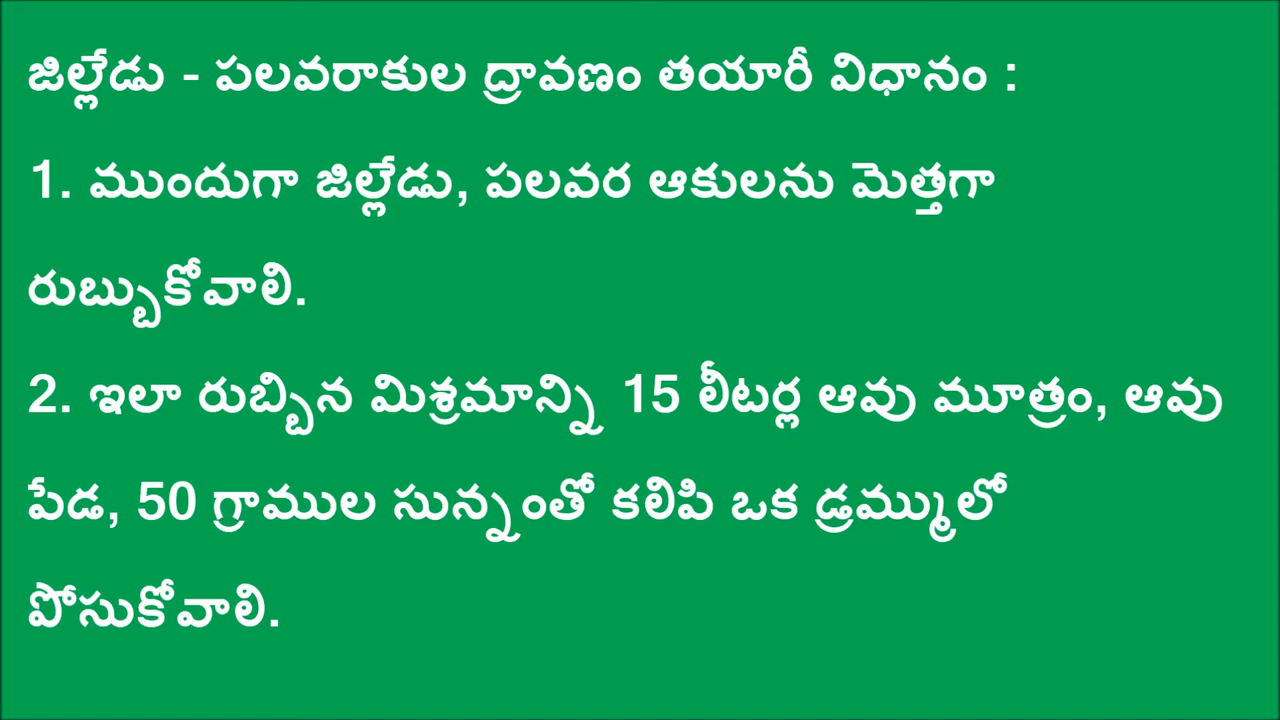 జిల్లేడు - పలవరాకుల ద్రావణం తయారీ విధానం :
1. ముందుగా జిల్లేడు, పలవర ఆకులను మెత్తగా
రుబ్బుకోవాలి.
2. ఇలా రుబ్బిన మిశ్రమాన్ని 15 లీటర్ల ఆవు మూత్రం, ఆవు
పేడ, 50 గ్రాముల సున్నంతో కలిపి ఒక డ్రమ్ములో
పోసుకోవాలి.